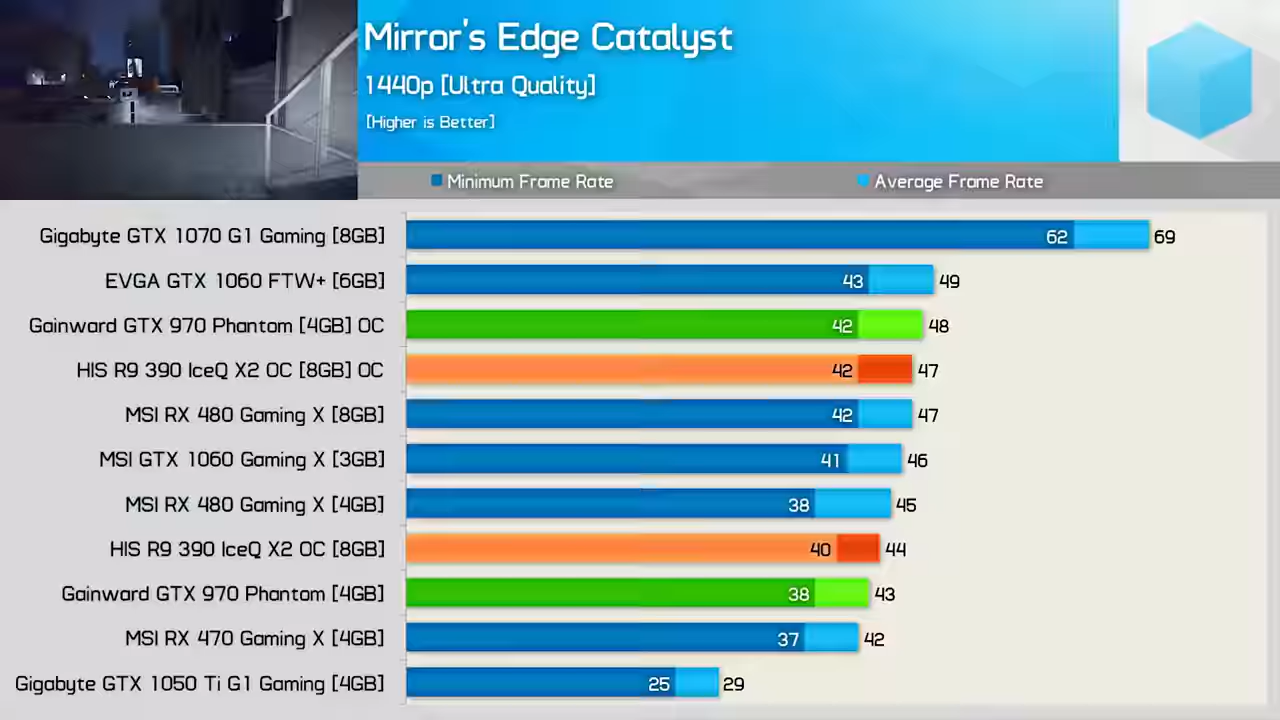 Mirror's Edge Catalyst
1440p [Ultra Quality]
[Higher is Better]
Minimum Frame Rate Average Frame Rate
Gigabyte GTX 1070 G1 Gaming [8GB] 62 69
EVGA GTX 1060 FTW+ [6GB] 43 49
Gainward GTX 970 Phantom [4GB] OC 42 48
HIS R9 390 IceQ X2 OC [8GB] OC 42 47
MSI RX 480 Gaming X [8GB] 42 47
MSI GTX 1060 Gaming X [3GB] 41 46
MSI RX 480 Gaming X [4GB] 38 45
HIS R9 390 IceQ X2 OC [8GB] 40 44
Gainward GTX 970 Phantom [4GB] 38 43
MSI RX 470 Gaming X [4GB] 37 42
Gigabyte GTX 1050 Ti G1 Gaming [4GB] 25 29